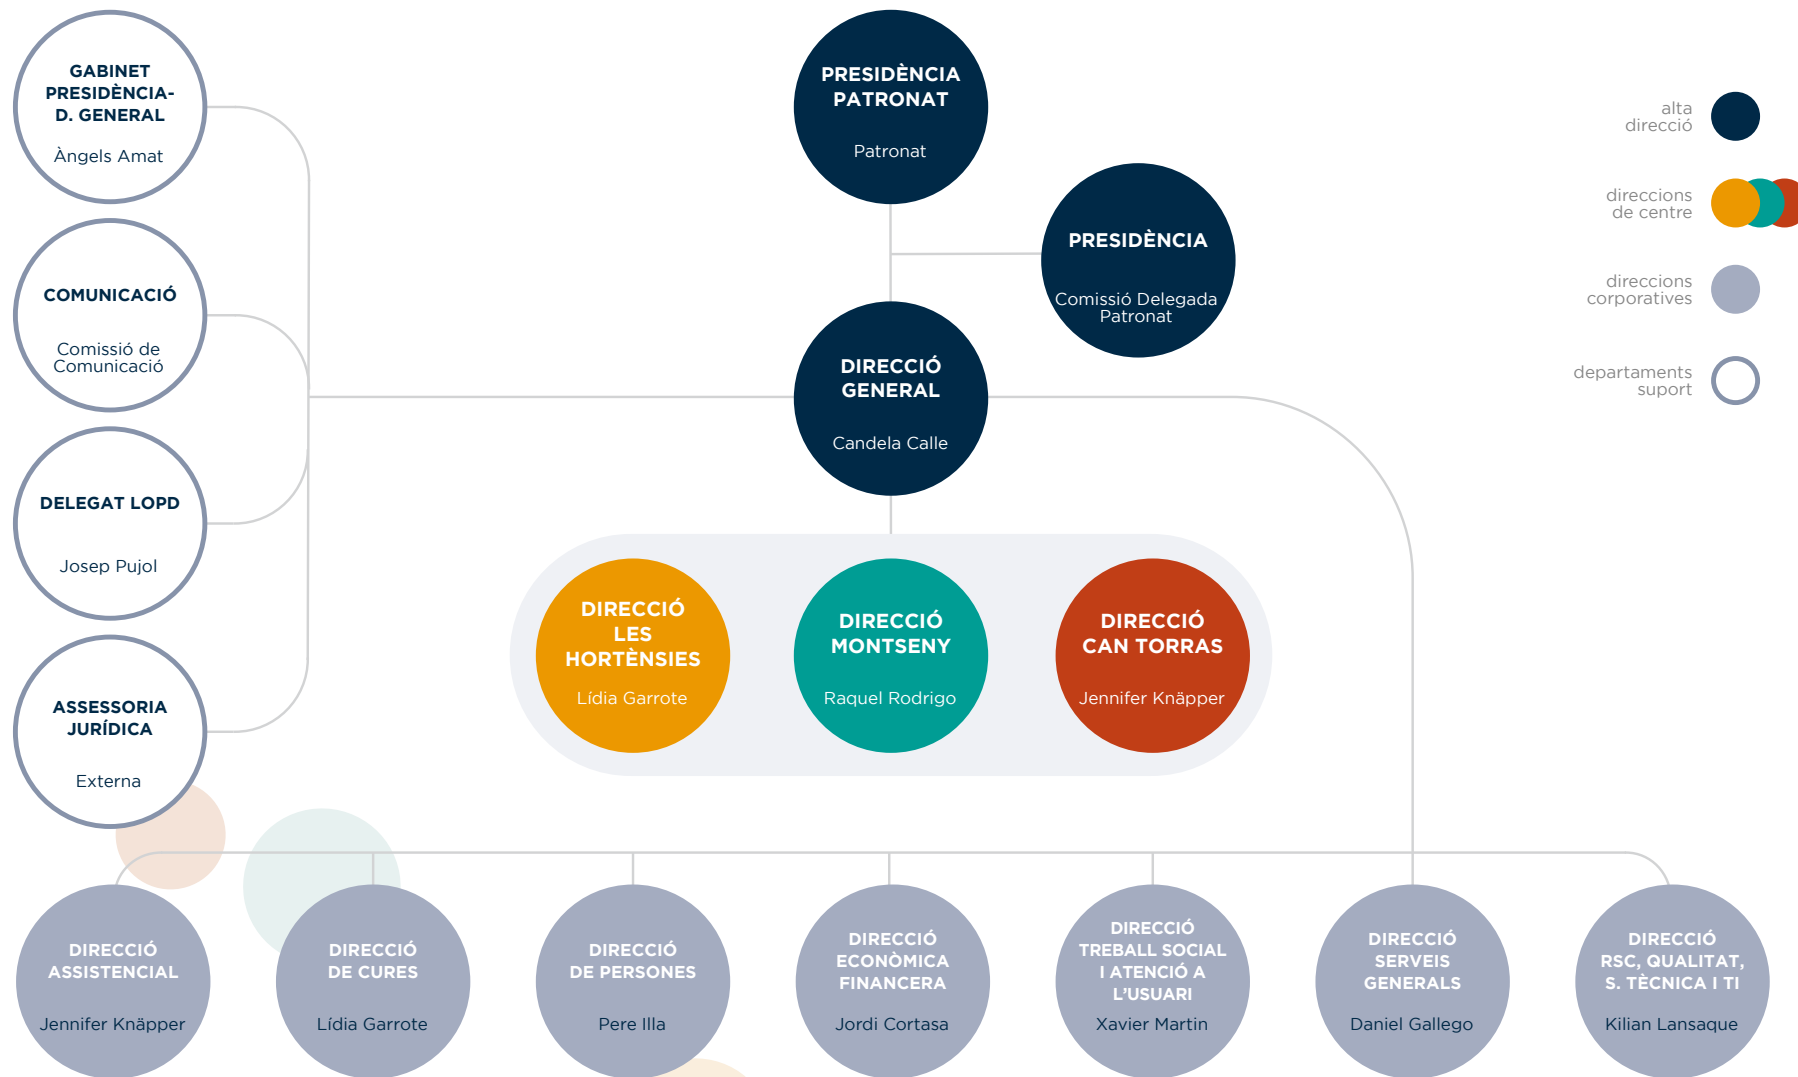 GABINET
PRESIDÈNCIA-
D. GENERAL
Àngels Amat
COMUNICACIÓ
Comissió de
Comunicació
DELEGAT LOPD
Josep Pujol
ASSESSORIA
JURÍDICA
Externa
PRESIDÈNCIA
PATRONAT
Patronat
PRESIDÈNCIA
Comissió Delegada
Patronat
DIRECCIÓ
GENERAL
Candela Calle
alta
direcció
direccions
de centre
direccions
corporatives
departaments
suport
DIRECCIÓ
LES
HORTÈNSIES
Lídia Garrote
DIRECCIÓ
MONTSENY
Raquel Rodrigo
DIRECCIÓ
CAN TORRAS
Jennifer Knäpper
DIRECCIÓ
ASSISTENCIAL
Jennifer Knäpper
DIRECCIÓ
DE CURES
Lídia Garrote
DIRECCIÓ
DE PERSONES
Pere Illa
DIRECCIÓ
ECONÒMICA
FINANCERA
Jordi Cortasa
DIRECCIÓ
TREBALL SOCIAL
I ATENCIÓ A
L'USUARI
Xavier Martin
DIRECCIÓ
SERVEIS
GENERALS
Daniel Gallego
DIRECCIÓ
RSC, QUALITAT,
S. TÈCNICA I TI
Kilian Lansaque